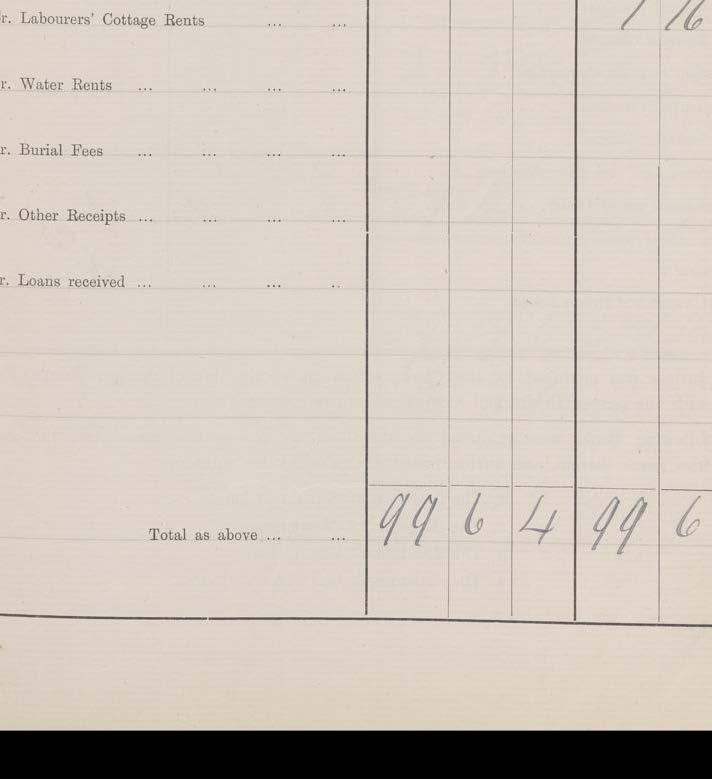 r. Labourers' Cottage Rents ... ... 1 16
r. Water Rents ... ... ... ...
r. Burial Fees ... ... ... ...
r. Other Receipts ... ... ... ...
r. Loans received ... ... ... ..
Total as above ... ... 99 6 4 99 6